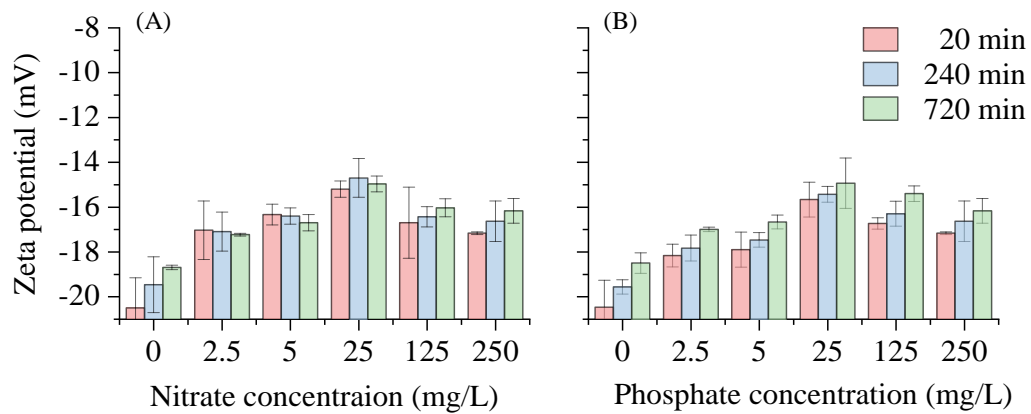 (A)
(B)
-8
-10
-12
-14
-16
-18
-20
Zeta potential (mV)
20 min
240 min
720 min
0 2.5 5 25 125 250
0 2.5 5 25 125 250
Nitrate concentraion (mg/L)
Phosphate concentration (mg/L)